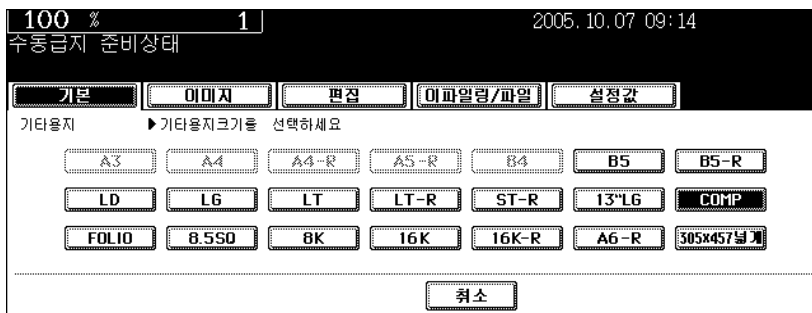 100 % 1 2005.10.07 09:14
수동급지 준비상태
기본 이미지 편집 이파일링/파일 설정값
기타용지 ▶기타용지크기를 선택하세요
A3 A4 A4-R A5-R B4 B5 B5-R
LD LG LT LT-R ST-R 13"LG COMP
FOLIO 8.5SQ 8K 16K 16K-R A6-R 305x457넓게
취소